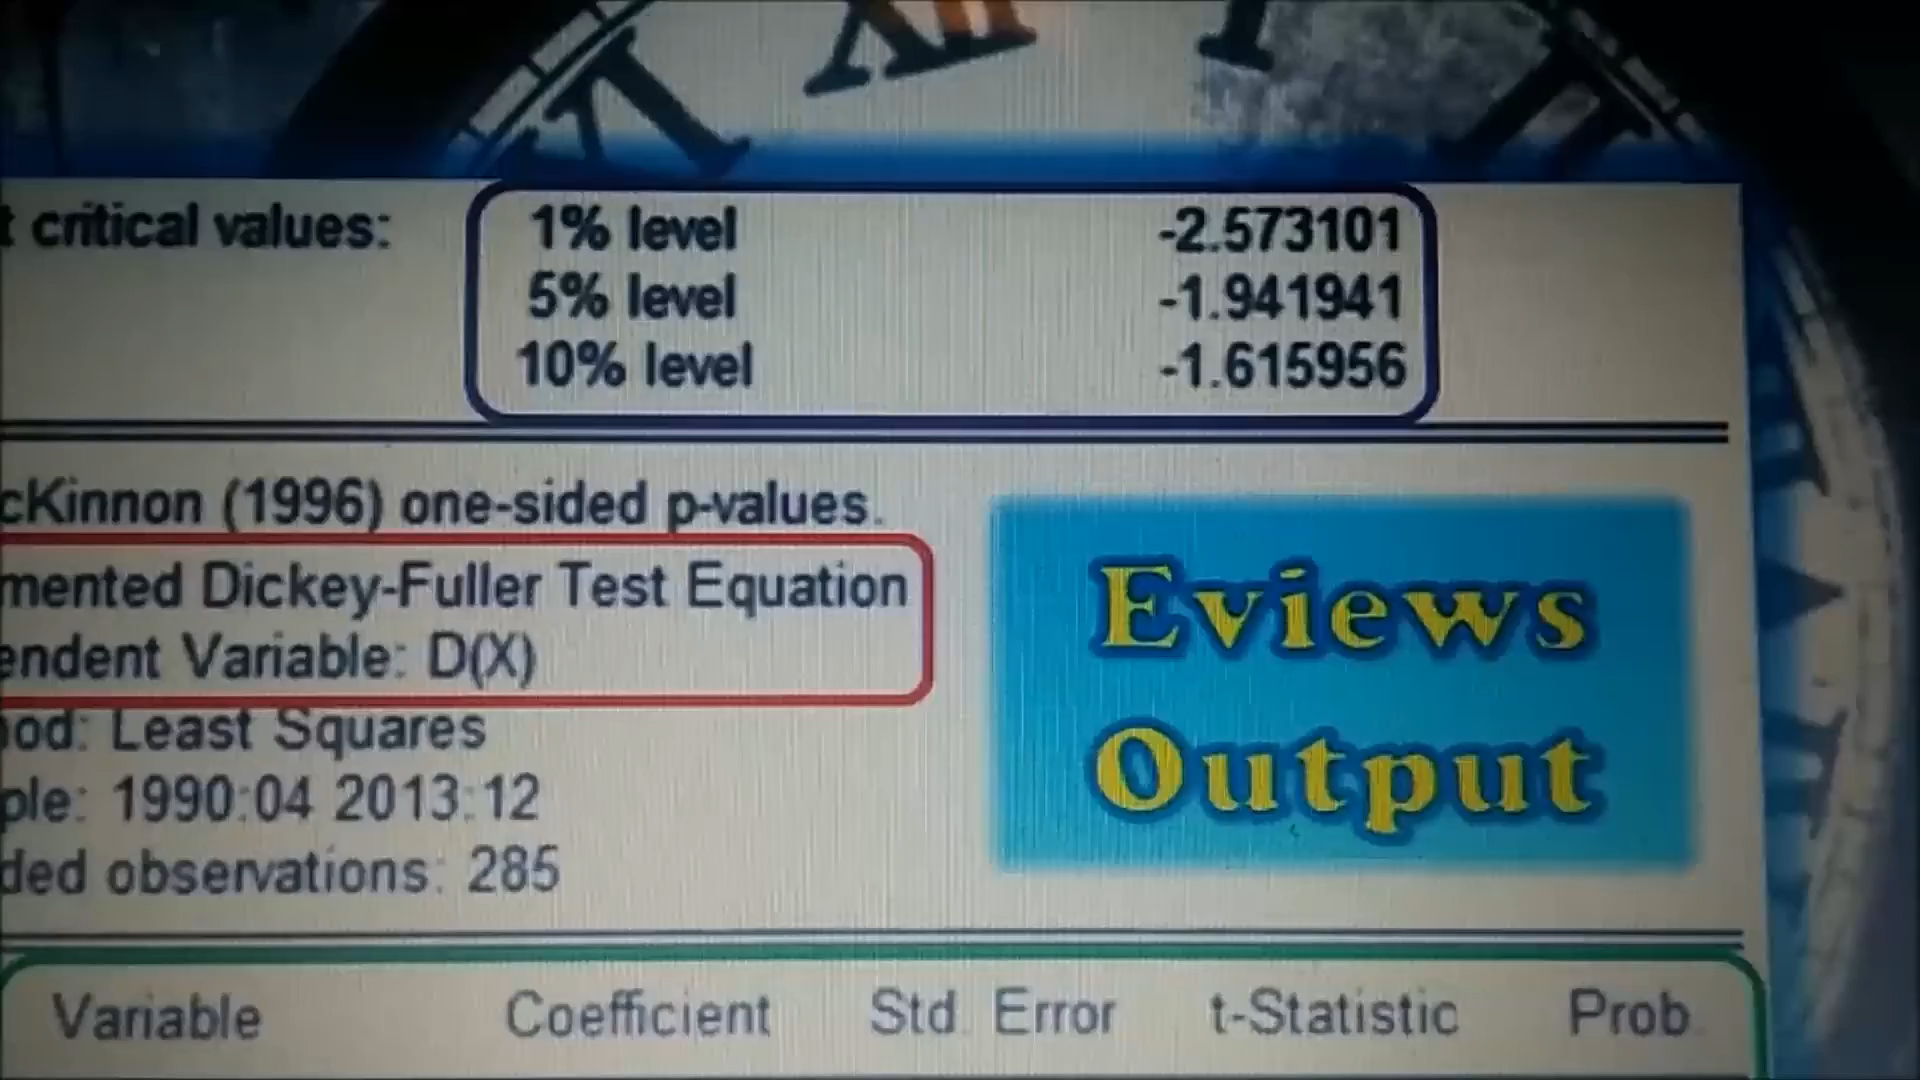 critical values:
1% level -2.573101
5% level -1.941941
10% level -1.615956
cKinnon (1996) one-sided p-values.
mented Dickey-Fuller Test Equation
endent Variable: D(X)
od: Least Squares
ple: 1990:04 2013:12
ded observations: 285
Eviews
Output
Variable Coefficient Std. Error t-Statistic Prob.